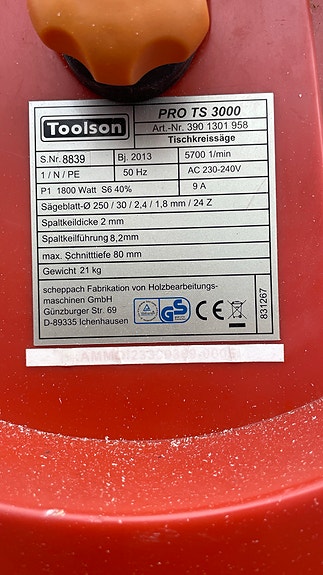 Toolson
PRO TS 3000
Art.-Nr. 390 1301 958
Tischkreissäge
S.Nr. 8839 Bj. 2013 5700 1/min
1 / N / PE 50 Hz AC 230-240V
P1 1800 Watt S6 40% 9 A
Sägeblatt-Ø 250 / 30 / 2,4 / 1,8 mm / 24 Z
Spaltkeildicke 2 mm
Spaltkeilführung 8,2mm
max. Schnitttiefe 80 mm
Gewicht 21 kg
scheppach Fabrikation von Holzbearbeitungs-
maschinen GmbH
Günzburger Str. 69
D-89335 Ichenhausen
GS
CE
831267